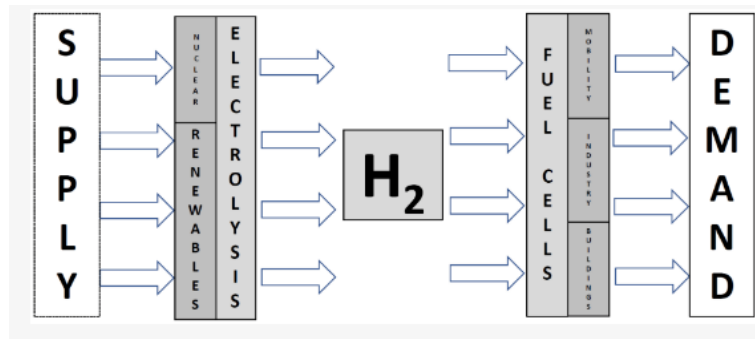 SUPPLY
NUCLEAR
RENEWABLES
ELECTROLYSIS
H₂
FUEL CELLS
MOBILITY
INDUSTRY
BUILDINGS
DEMAND